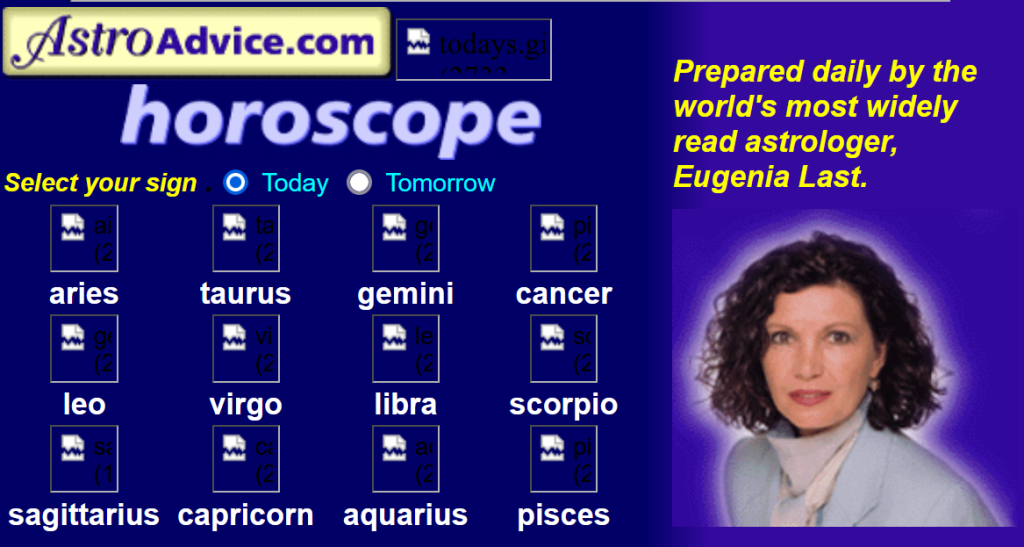 AstroAdvice.com
todays.gi
horoscope
Select your sign . Today Tomorrow
aries taurus gemini cancer
leo virgo libra scorpio
sagittarius capricorn aquarius pisces
Prepared daily by the
world's most widely
read astrologer,
Eugenia Last.